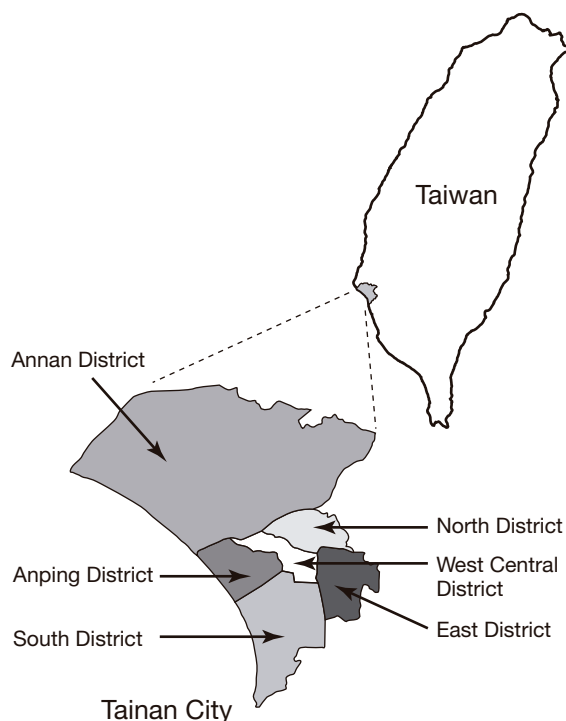 Taiwan
Annan District
North District
West Central
District
Anping District
East District
South District
Tainan City